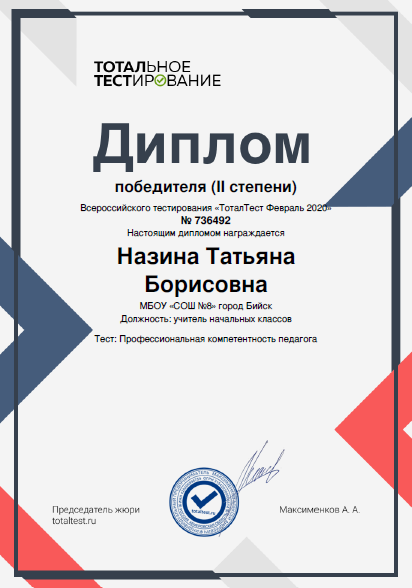 ТОТАЛЬНОЕ
ТЕСТИРОВАНИЕ
Диплом
победителя (II степени)
Всероссийского тестирования «ТоталТест Февраль 2020»
№ 736492
Настоящим дипломом награждается
Назина Татьяна
Борисовна
МБОУ «СОШ №8» город Бийск
Должность: учитель начальных классов
Тест: Профессиональная компетентность педагога
totaltest.ru
Председатель жюри
totaltest.ru
Максименков А. А.